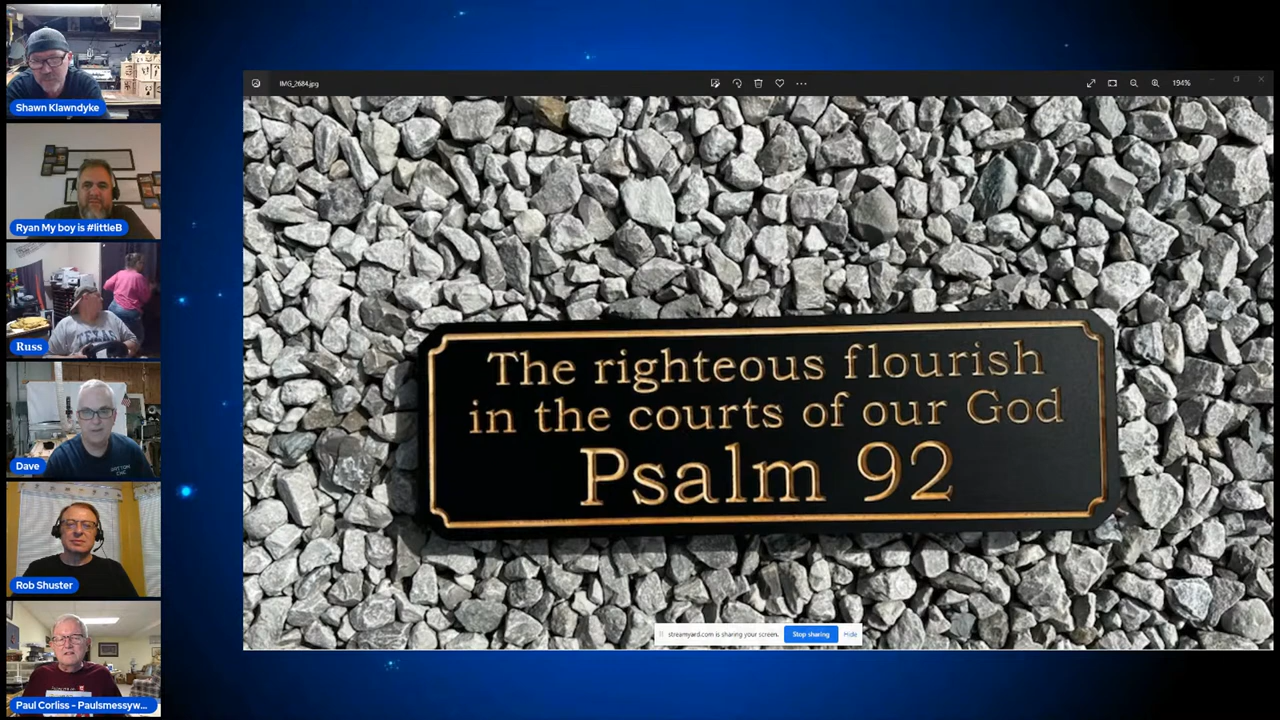 Shawn Klawndyke
Ryan My boy is #littleB
TEXAS
Russ
Dave
Rob Shuster
Paul Corliss - Paulsmessyw...
IMG_2684.jpg
194%
The righteous flourish
in the courts of our God
Psalm 92
streamyard.com is sharing your screen.
Stop sharing
Hide